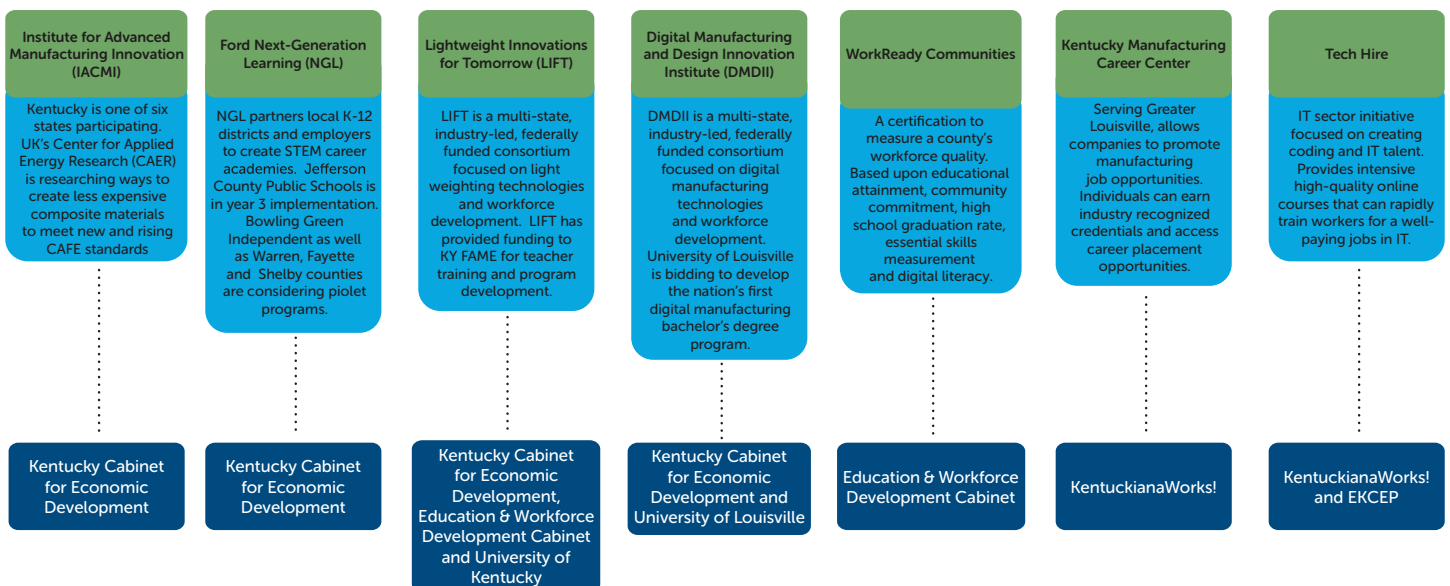 Institute for Advanced
Manufacturing Innovation
(IACMI)
Kentucky is one of six
states participating.
UK's Center for Applied
Energy Research (CAER)
is researching ways to
create less expensive
composite materials
to meet new and rising
CAFE standards
Kentucky Cabinet
for Economic
Development
Ford Next-Generation
Learning (NGL)
NGL partners local K-12
districts and employers
to create STEM career
academies. Jefferson
County Public Schools is
in year 3 implementation.
Bowling Green
Independent as well
as Warren, Fayette
and Shelby counties
are considering piolet
programs.
Kentucky Cabinet
for Economic
Development
Lightweight Innovations
for Tomorrow (LIFT)
LIFT is a multi-state,
industry-led, federally
funded consortium
focused on light
weighting technologies
and workforce
development. LIFT has
provided funding to
KY FAME for teacher
training and program
development.
Kentucky Cabinet
for Economic
Development,
Education & Workforce
Development Cabinet
and University of
Kentucky
Digital Manufacturing
and Design Innovation
Institute (DMDII)
DMDII is a multi-state,
industry-led, federally
funded consortium
focused on digital
manufacturing
technologies
and workforce
development.
University of Louisville
is bidding to develop
the nation's first
digital manufacturing
bachelor's degree
program.
Kentucky Cabinet
for Economic
Development and
University of Louisville
WorkReady Communities
A certification to
measure a county's
workforce quality.
Based upon educational
attainment, community
commitment, high
school graduation rate,
essential skills
measurement
and digital literacy.
Education & Workforce
Development Cabinet
Kentucky Manufacturing
Career Center
Serving Greater
Louisville, allows
companies to promote
manufacturing
job opportunities.
Individuals can earn
industry recognized
credentials and access
career placement
opportunities.
KentuckianaWorks!
Tech Hire
IT sector initiative
focused on creating
coding and IT talent.
Provides intensive
high-quality online
courses that can rapidly
train workers for a well-
paying jobs in IT.
KentuckianaWorks!
and EKCEP